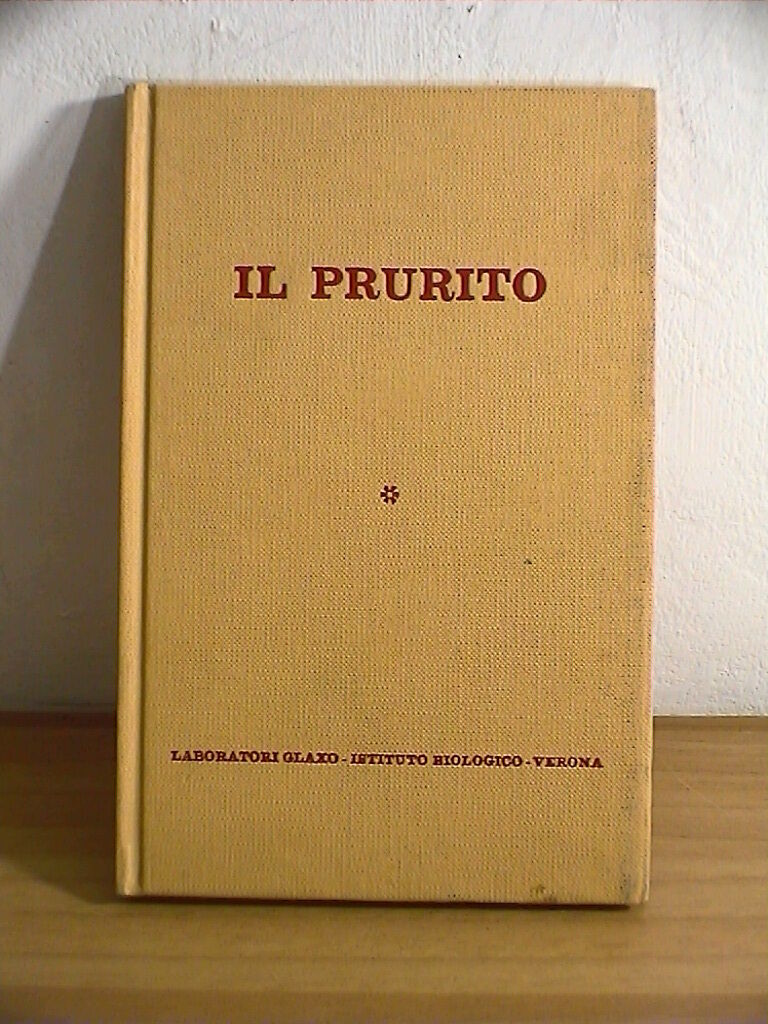 IL PRURITO
LABORATORI GLAXO - ISTITUTO BIOLOGICO - VERONA